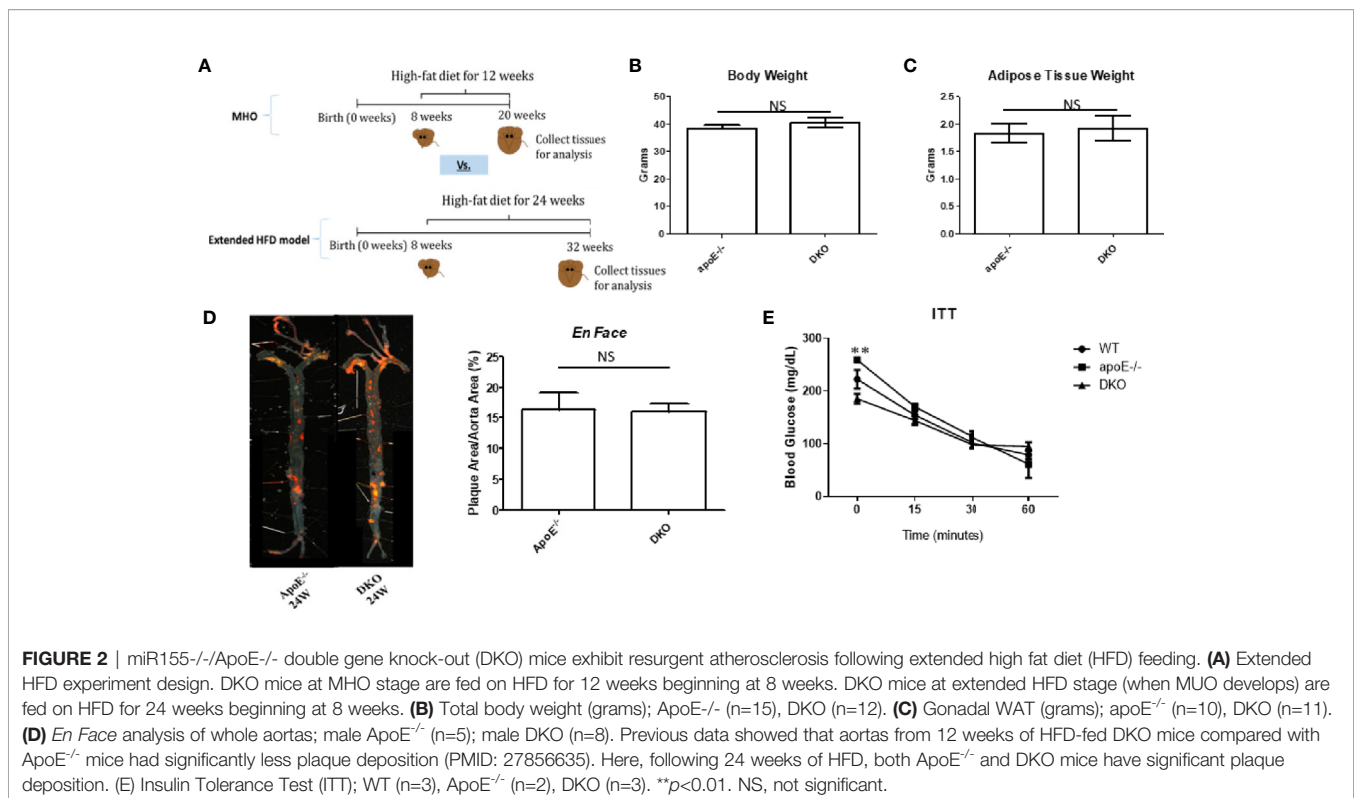 A
High-fat diet for 12 weeks
MHO
Birth (0 weeks) 8 weeks 20 weeks
Collect tissues
for analysis
Vs.
High-fat diet for 24 weeks
Extended HFD model
Birth (0 weeks) 8 weeks
32 weeks
Collect tissues
for analysis
B
Body Weight
NS
Grams
50
40
30
20
10
0
apoE-/-
DKO
C
Adipose Tissue Weight
NS
Grams
2.5
2.0
1.5
1.0
0.5
0.0
apoE-/-
DKO
D
ApoE-/-
24W
DKO
24W
En Face
NS
Plaque Area/Aorta Area (%)
25
20
15
10
5
0
ApoE-/-
DKO
E
ITT
**
Blood Glucose (mg/dL)
300
200
100
0
0 15 30 60
Time (minutes)
WT
apoE-/-
DKO
FIGURE 2 | miR155-/-/ApoE-/- double gene knock-out (DKO) mice exhibit resurgent atherosclerosis following extended high fat diet (HFD) feeding. (A) Extended
HFD experiment design. DKO mice at MHO stage are fed on HFD for 12 weeks beginning at 8 weeks. DKO mice at extended HFD stage (when MUO develops) are
fed on HFD for 24 weeks beginning at 8 weeks. (B) Total body weight (grams); ApoE-/- (n=15), DKO (n=12). (C) Gonadal WAT (grams); apoE-/- (n=10), DKO (n=11).
(D) En Face analysis of whole aortas; male ApoE-/- (n=5); male DKO (n=8). Previous data showed that aortas from 12 weeks of HFD-fed DKO mice compared with
ApoE-/- mice had significantly less plaque deposition (PMID: 27856635). Here, following 24 weeks of HFD, both ApoE-/- and DKO mice have significant plaque
deposition. (E) Insulin Tolerance Test (ITT); WT (n=3), ApoE-/- (n=2), DKO (n=3). **p<0.01. NS, not significant.